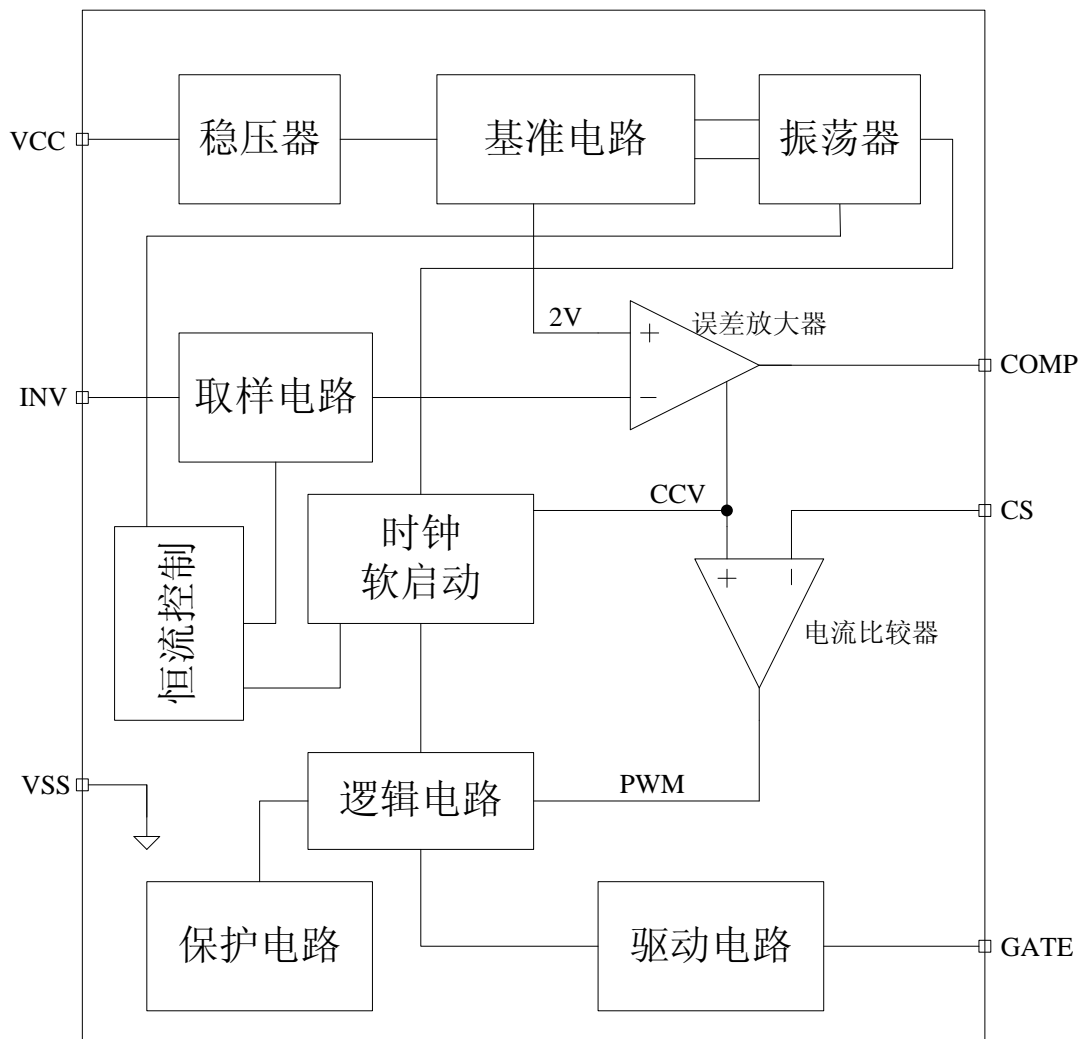 VCC
稳压器
基准电路
振荡器
2V
+
误差放大器
COMP
INV
取样电路
−
CCV
CS
时钟
软启动
+
−
恒流控制
电流比较器
VSS
逻辑电路
PWM
保护电路
驱动电路
GATE